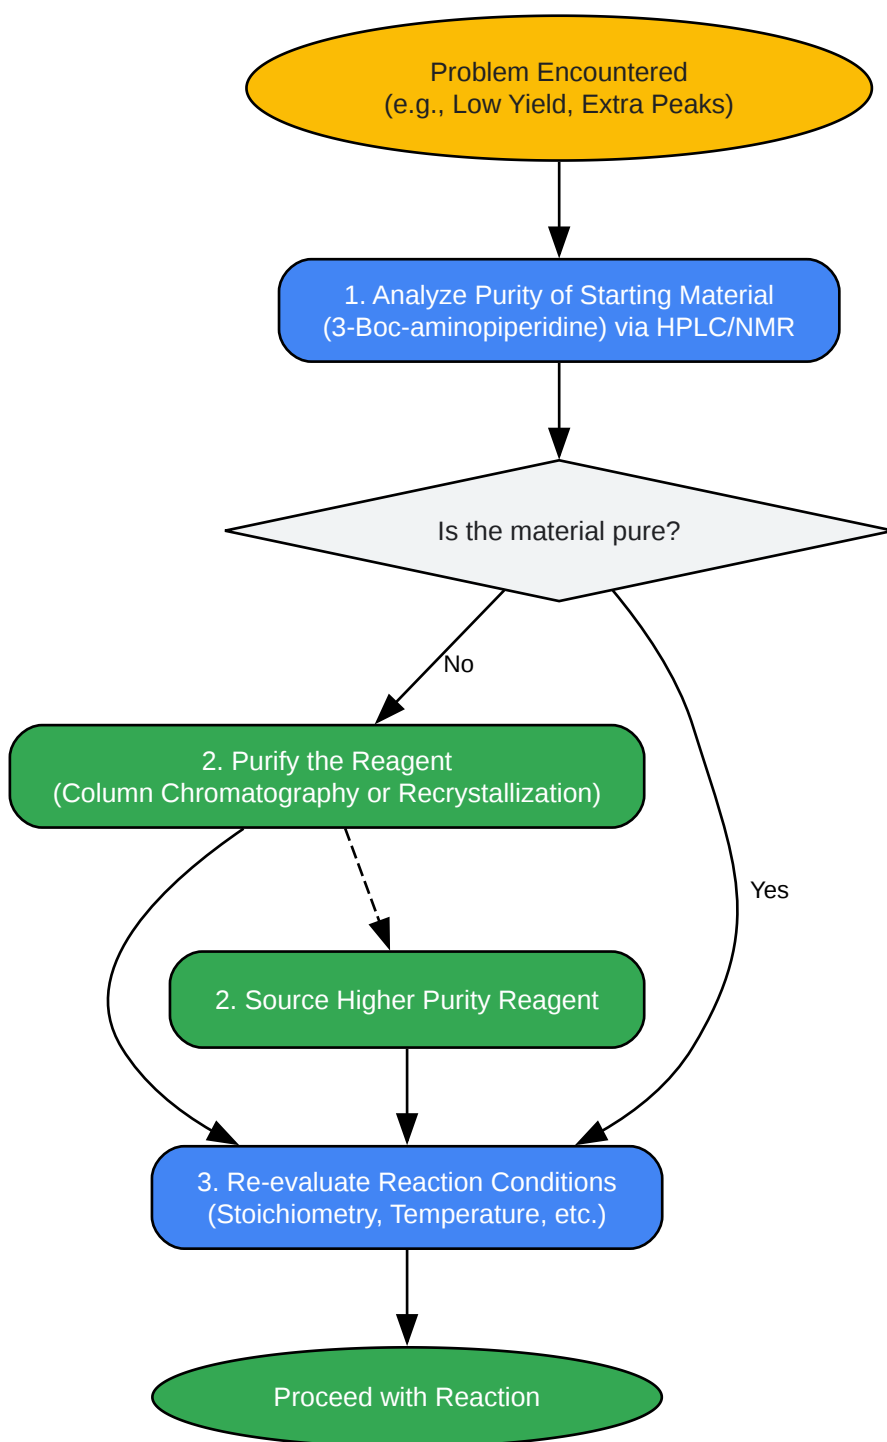 Problem Encountered
(e.g., Low Yield, Extra Peaks)
1. Analyze Purity of Starting Material
(3-Boc-aminopiperidine) via HPLC/NMR
Is the material pure?
No
2. Purify the Reagent
(Column Chromatography or Recrystallization)
Yes
2. Source Higher Purity Reagent
3. Re-evaluate Reaction Conditions
(Stoichiometry, Temperature, etc.)
Proceed with Reaction